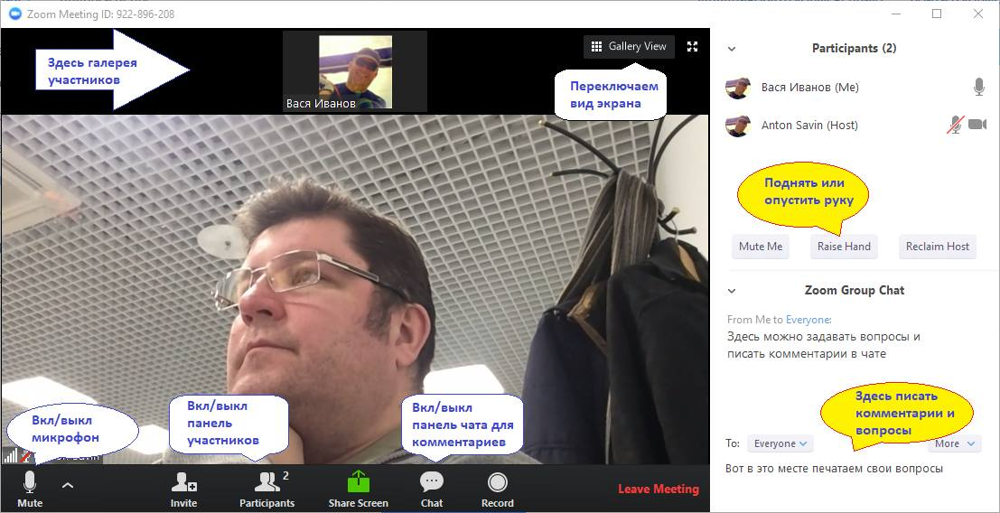 Zoom Meeting ID: 922-896-208
Здесь галерея
участников
Вася Иванов
Gallery View
Переключаем
вид экрана
Participants (2)
Вася Иванов (Me)
Anton Savin (Host)
Поднять или
опустить руку
Mute Me
Raise Hand
Reclaim Host
Zoom Group Chat
From Me to Everyone:
Здесь можно задавать вопросы и
писать комментарии в чате
Здесь писать
комментарии и
вопросы
To:
Everyone
More
Вот в это месте печатаем свои вопросы
Вкл/выкл
микрофон
Вкл/выкл
панель
участников
Вкл/выкл
панель чата для
комментариев
Mute
Invite
2
Participants
Share Screen
Chat
Record
Leave Meeting